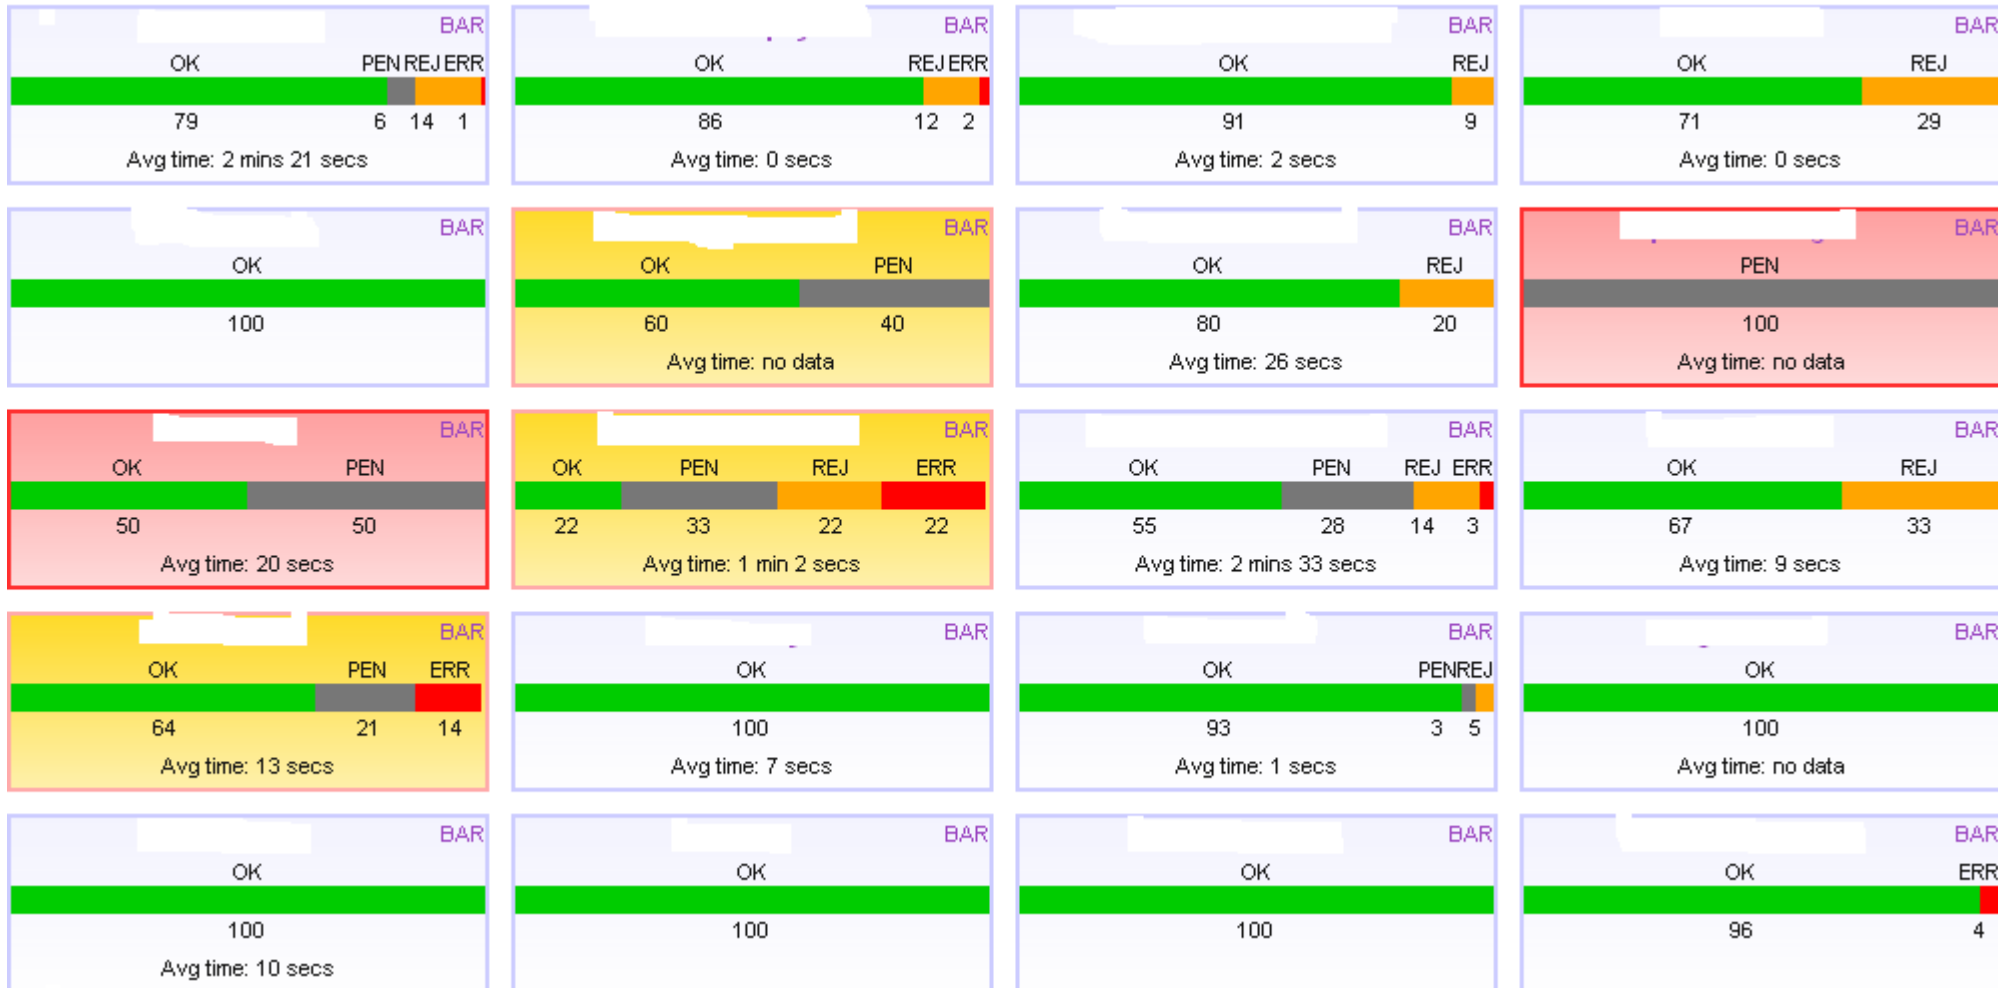 BAR BAR BAR BAR
OK PEN REJ ERR OK REJ ERR OK REJ OK REJ
79 6 14 1 86 12 2 91 9 71 29
Avg time: 2 mins 21 secs Avg time: 0 secs Avg time: 2 secs Avg time: 0 secs
BAR BAR BAR BAR
OK OK PEN OK REJ PEN
100 60 40 80 20 100
Avg time: no data Avg time: 26 secs Avg time: no data
BAR BAR BAR BAR
OK PEN OK PEN REJ ERR OK PEN REJ ERR OK REJ
50 50 22 33 22 22 55 28 14 3 67 33
Avg time: 20 secs Avg time: 1 min 2 secs Avg time: 2 mins 33 secs Avg time: 9 secs
BAR BAR BAR BAR
OK PEN ERR OK OK PEN REJ OK
64 21 14 100 93 3 5 100
Avg time: 13 secs Avg time: 7 secs Avg time: 1 secs Avg time: no data
BAR BAR BAR BAR
OK OK OK OK ERR
100 100 100 96 4
Avg time: 10 secs